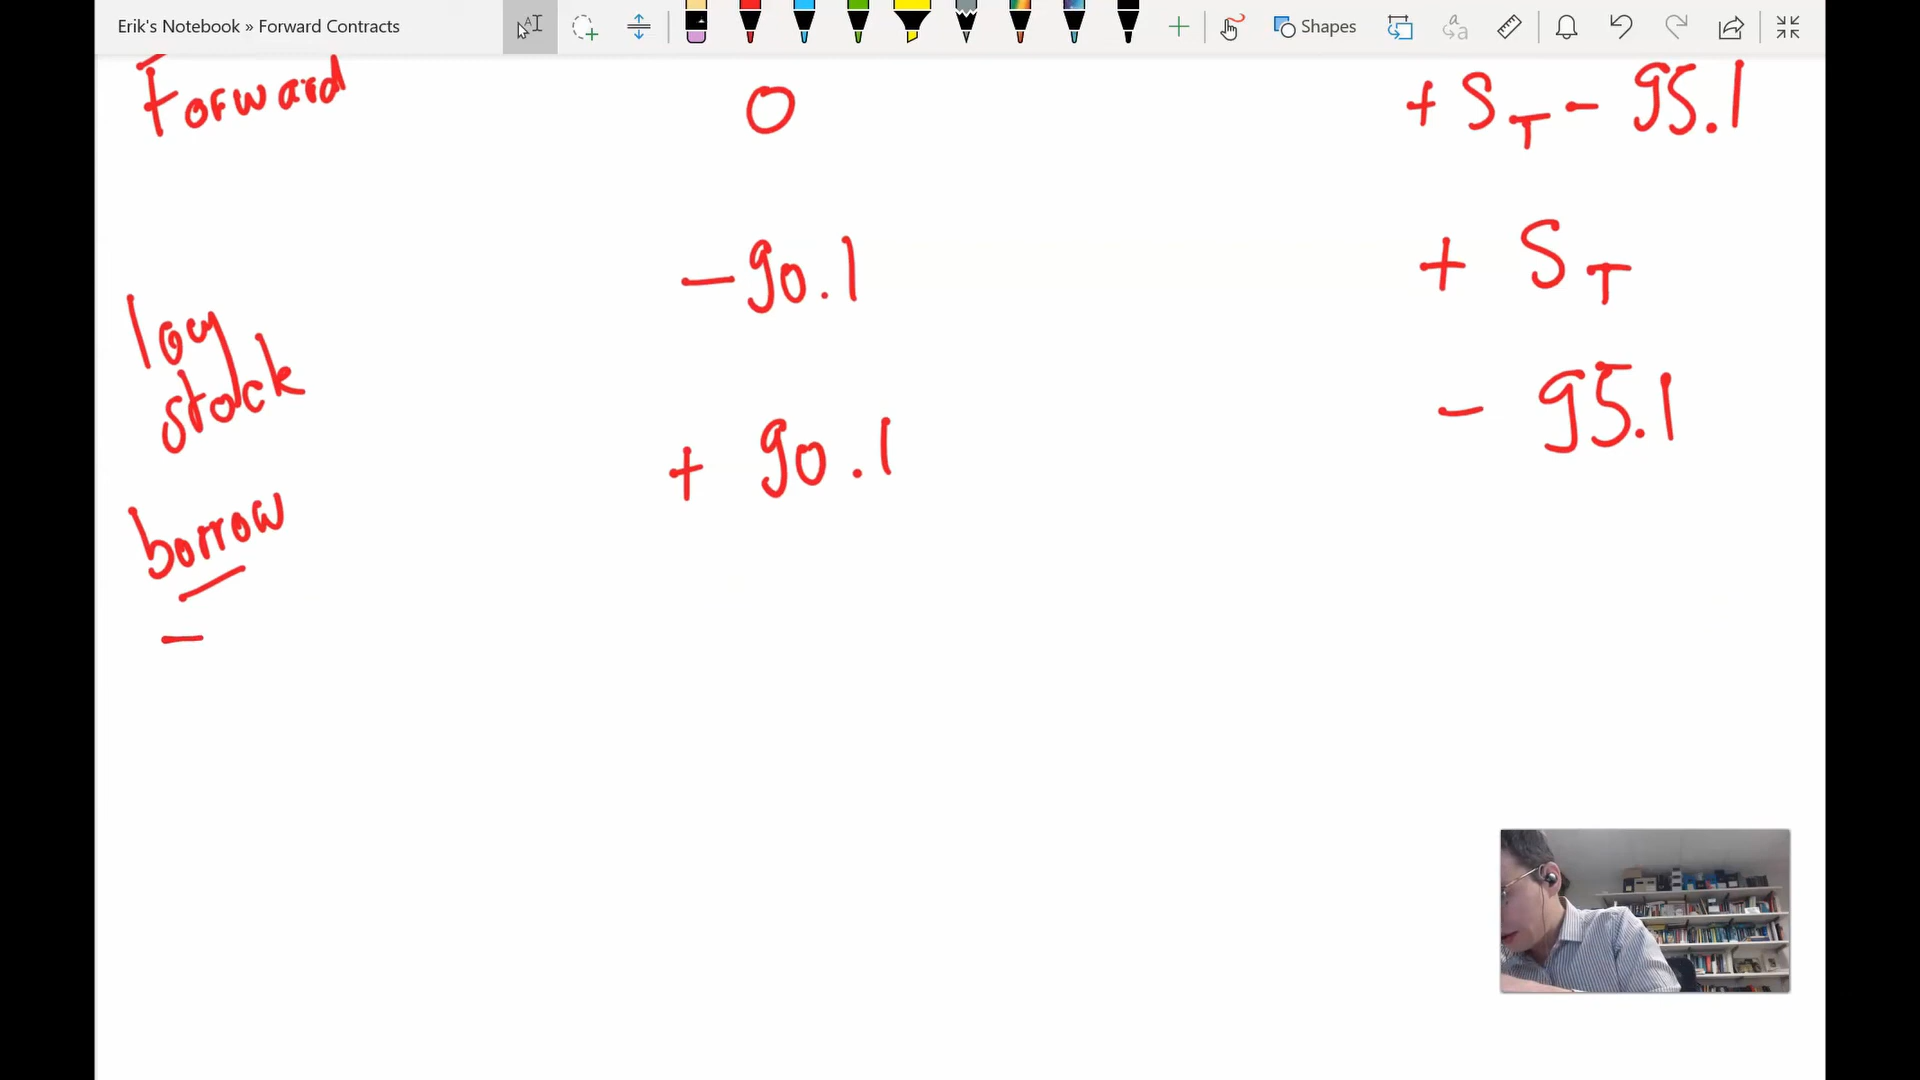 Erik's Notebook » Forward Contracts
Shapes
Forward 0 + S_T - 95.1
long stock -90.1 + S_T
borrow + 90.1 - 95.1